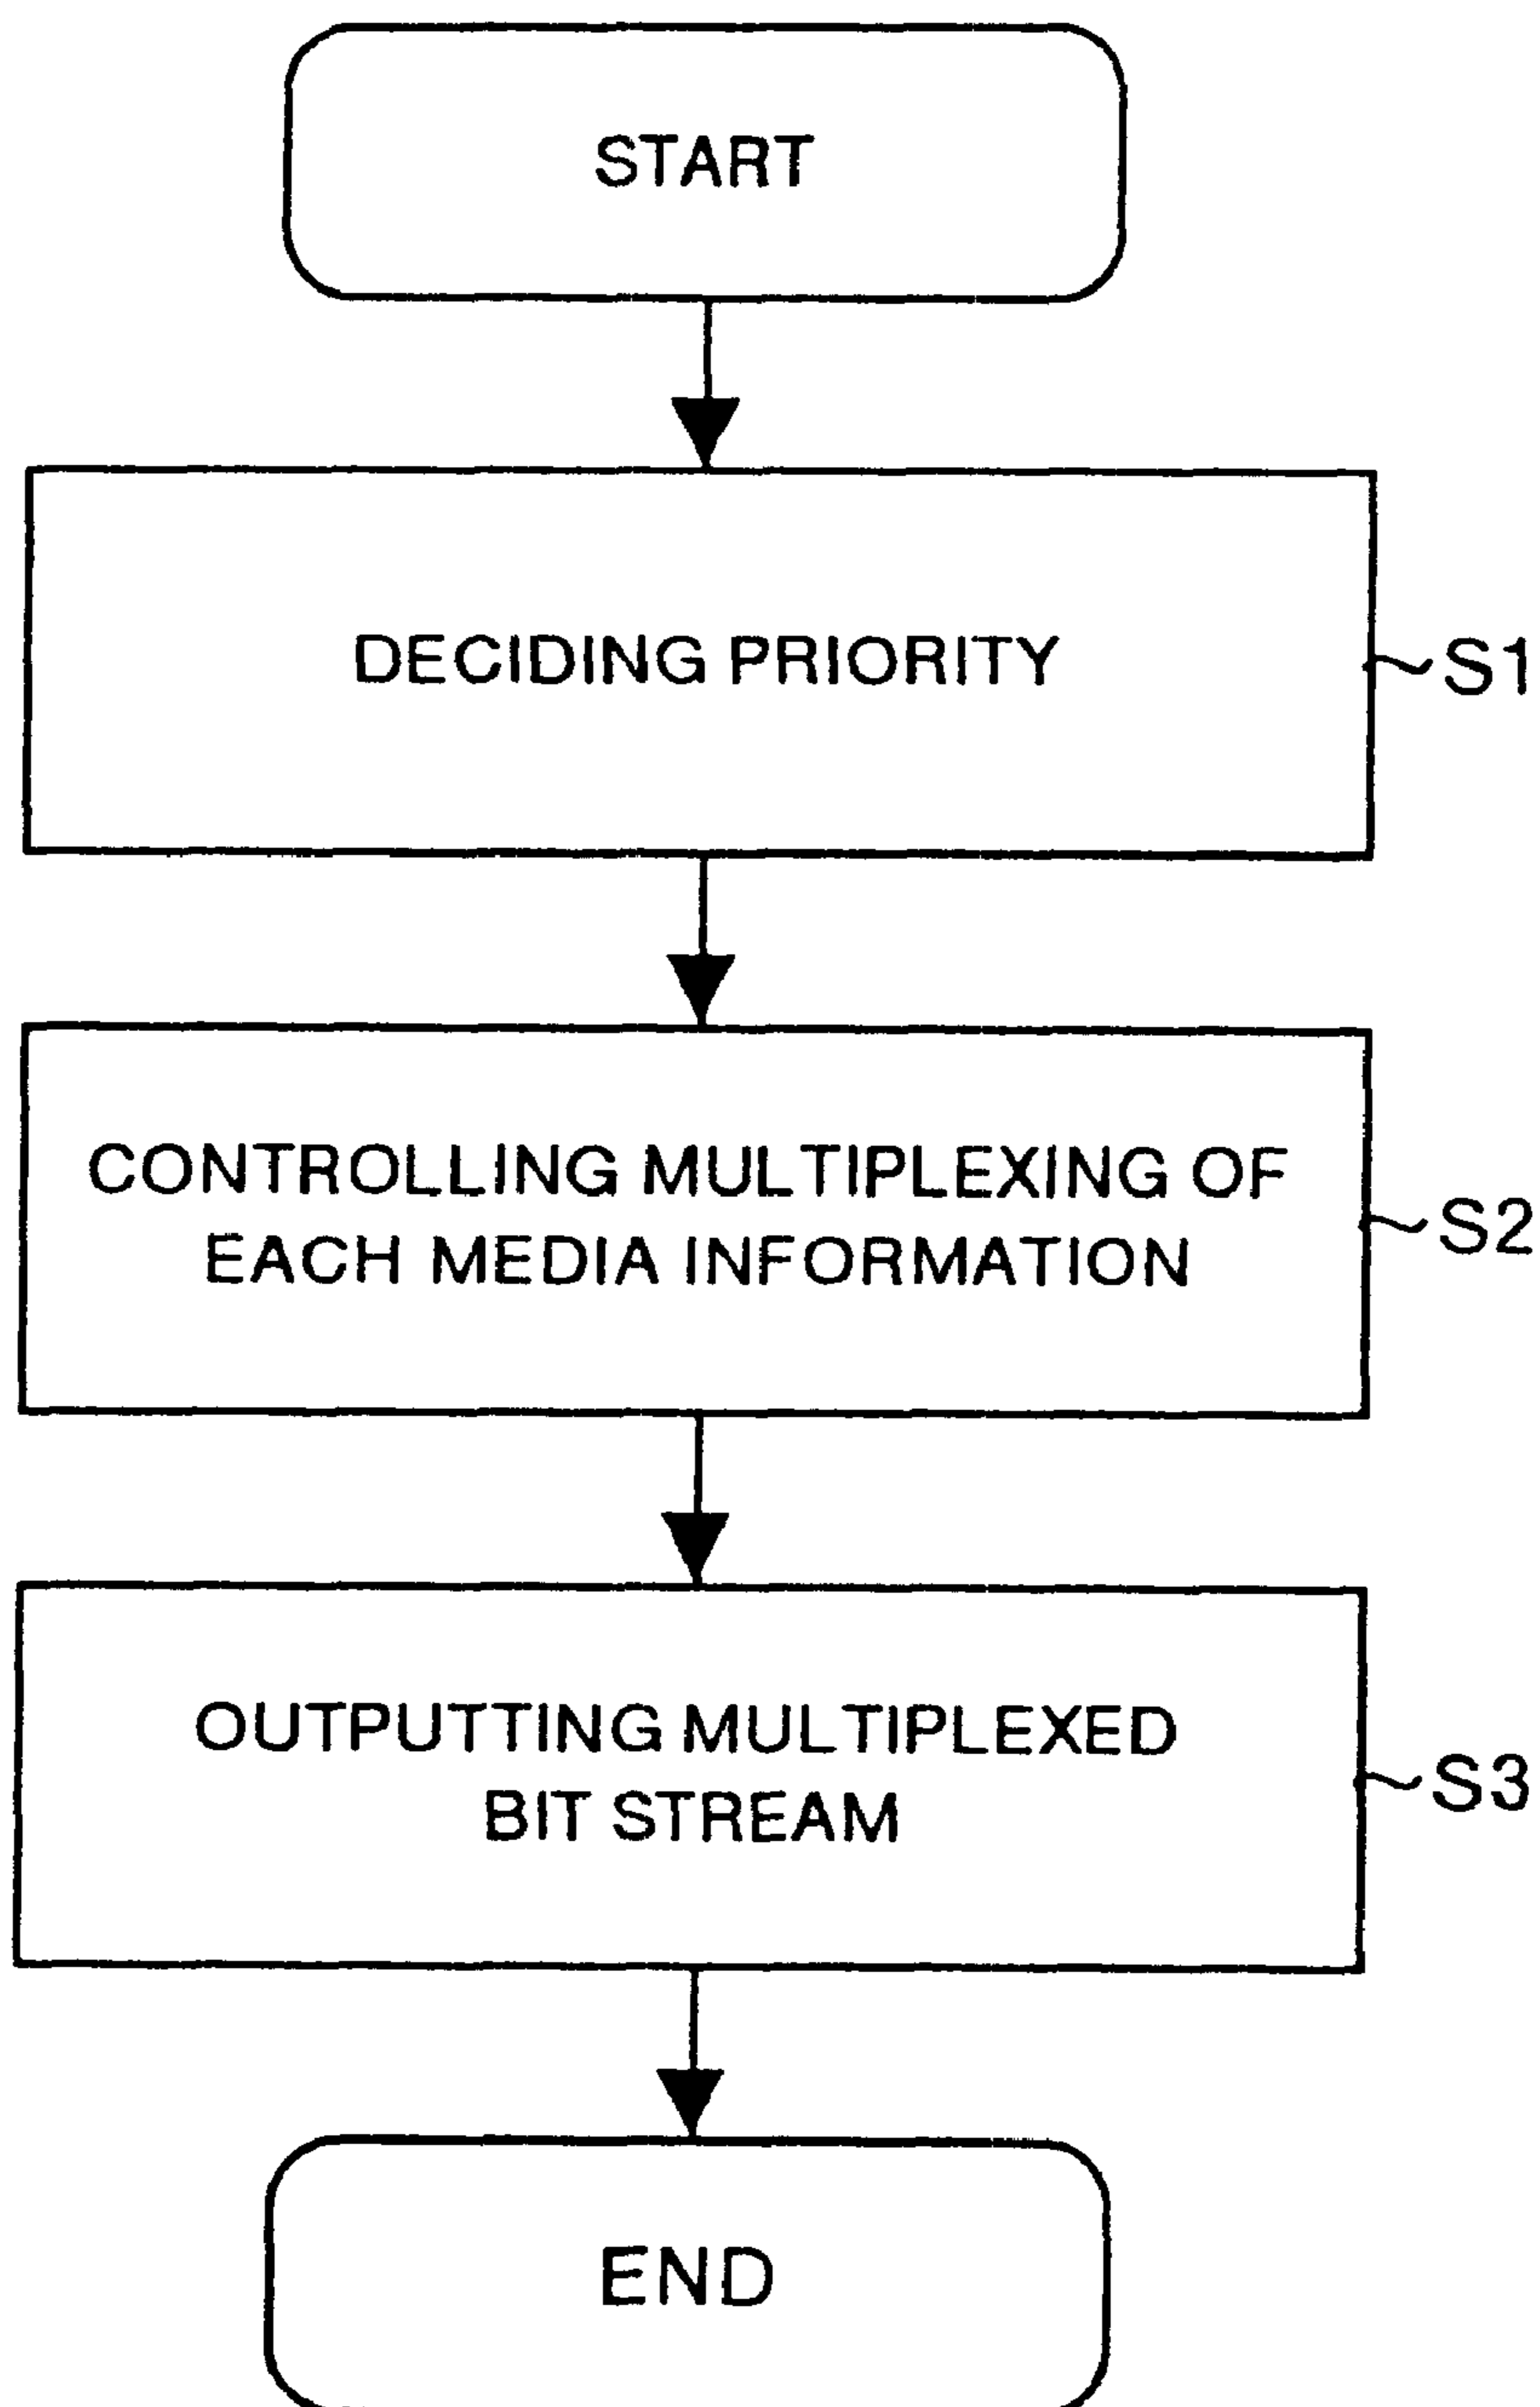 START
DECIDING PRIORITY
S1
CONTROLLING MULTIPLEXING OF
EACH MEDIA INFORMATION
S2
OUTPUTTING MULTIPLEXED
BIT STREAM
S3
END